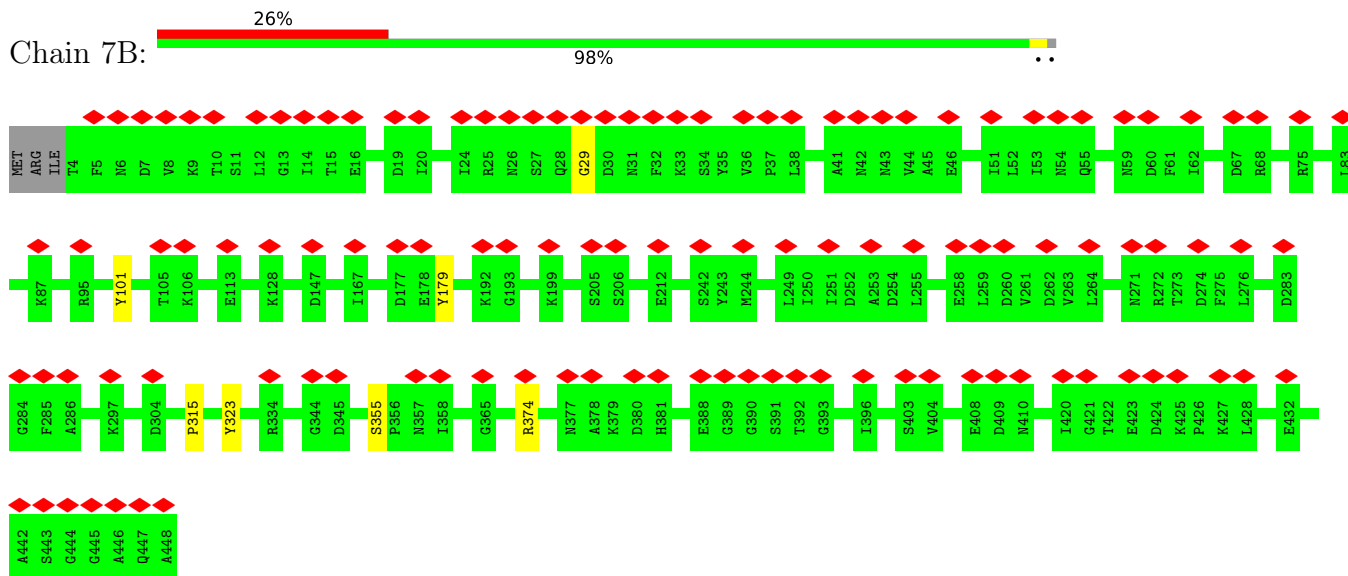 26%
Chain 7B:
98%
. .
MET ARG ILE T4 F5 N6 D7 V8 K9 T10 S11 L12 G13 I14 T15 E16 D19 I20 I24 R25 N26 S27 Q28 G29 D30 N31 F32 K33 S34 Y35 V36 P37 L38 A41 N42 N43 V44 A45 E46 I51 L52 I53 N54 Q55 N59 D60 F61 I62 D67 R68 R75 L83
K87 R95 Y101 T105 K106 E113 K128 D147 I167 D177 E178 Y179 K192 G193 K199 S205 S206 E212 S242 Y243 M244 L249 I250 I251 D252 A253 D254 L255 E258 L259 D260 V261 D262 V263 L264 N271 R272 T273 D274 F275 L276 D283
G284 F285 A286 K297 D304 P315 Y323 R334 G344 D345 S355 P356 N357 I358 G365 R374 N377 A378 K379 D380 H381 E388 G389 G390 S391 T392 G393 I396 S403 V404 E408 D409 N410 I420 G421 T422 E423 D424 K425 P426 K427 L428 E432
A442 S443 G444 G445 A446 Q447 A448